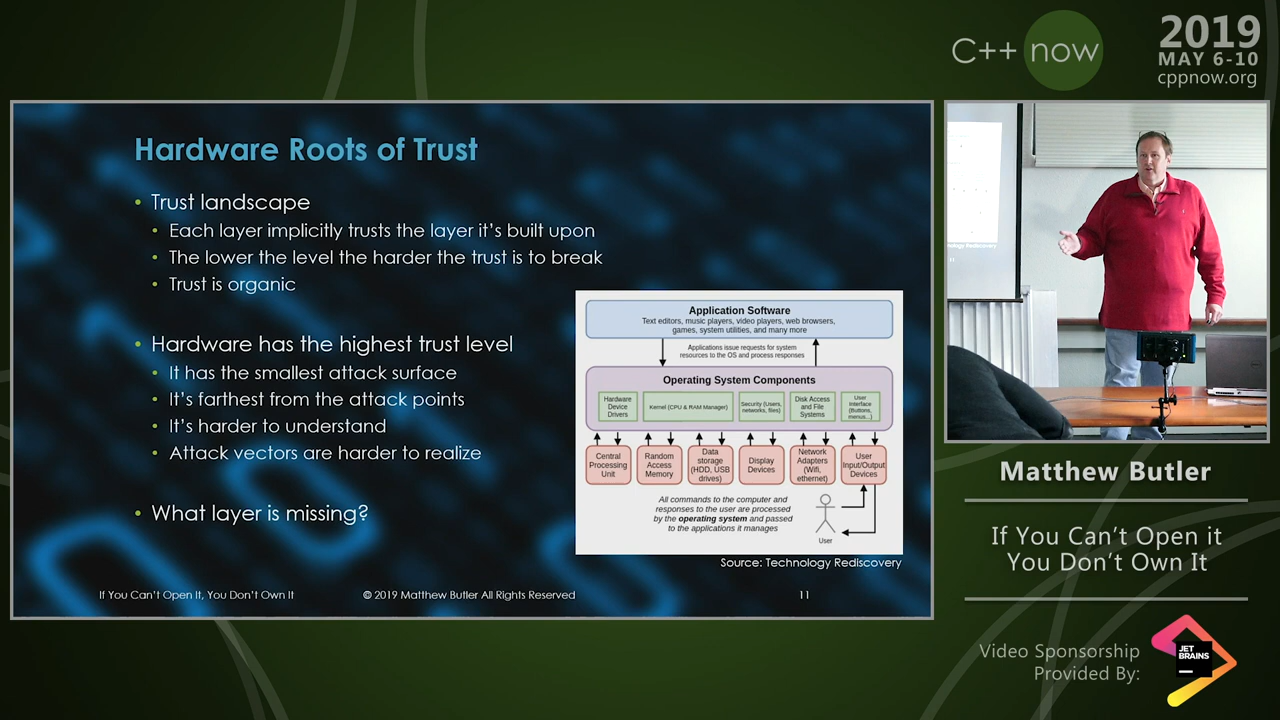 C++ now
2019
MAY 6-10
cppnow.org
Hardware Roots of Trust
• Trust landscape
• Each layer implicitly trusts the layer it's built upon
• The lower the level the harder the trust is to break
• Trust is organic
• Hardware has the highest trust level
• It has the smallest attack surface
• It's farthest from the attack points
• It's harder to understand
• Attack vectors are harder to realize
• What layer is missing?
Application Software
Text editors, music players, video players, web browsers,
games, system utilities, and many more
Applications issue requests for system
resources to the OS and process responses
Operating System Components
Hardware
Device
Drivers
Kernel (CPU & RAM Manager)
Security (Users,
networks, files)
Disk Access
and File
Systems
User
Interface
(Buttons,
menus...)
Central
Processing
Unit
Random
Access
Memory
Data
storage
(HDD, USB
drives)
Display
Devices
Network
Adapters
(Wifi,
ethernet)
User
Input/Output
Devices
All commands to the computer and
responses to the user are processed
by the operating system and passed
to the applications it manages
User
Source: Technology Rediscovery
If You Can't Open It, You Don't Own It
© 2019 Matthew Butler All Rights Reserved
11
Matthew Butler
If You Can't Open it
You Don't Own It
Video Sponsorship
Provided By:
JET
BRAINS